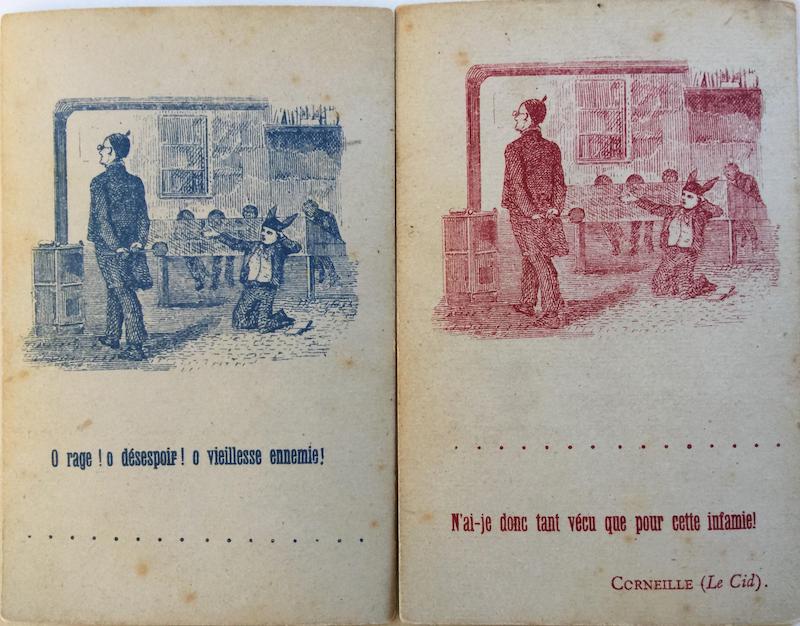 O rage ! o désespoir ! o vieillesse ennemie !
. . . . . . . . . . . . . . .
. . . . . . . . . . . . . . .
N'ai-je donc tant vécu que pour cette infamie!
CORNEILLE (Le Cid).